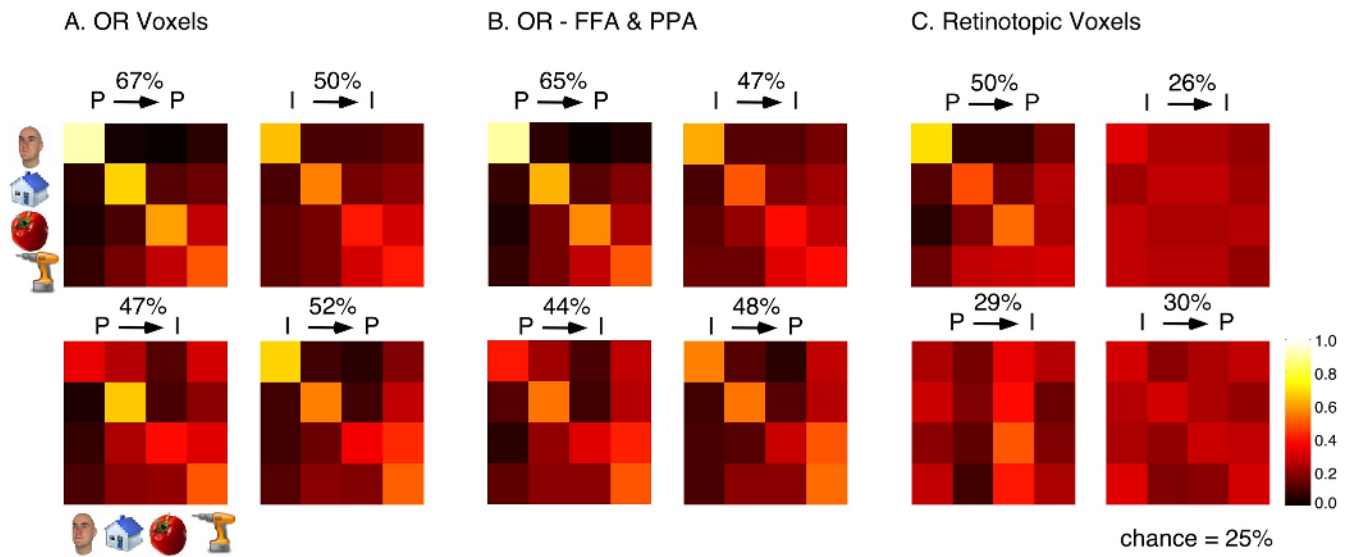 A. OR Voxels
B. OR - FFA & PPA
C. Retinotopic Voxels
67%
P P
50%
I I
65%
P P
47%
I I
50%
P P
26%
I I
47%
P I
52%
I P
44%
P I
48%
I P
29%
P I
30%
I P
1.0
0.8
0.6
0.4
0.2
0.0
chance = 25%